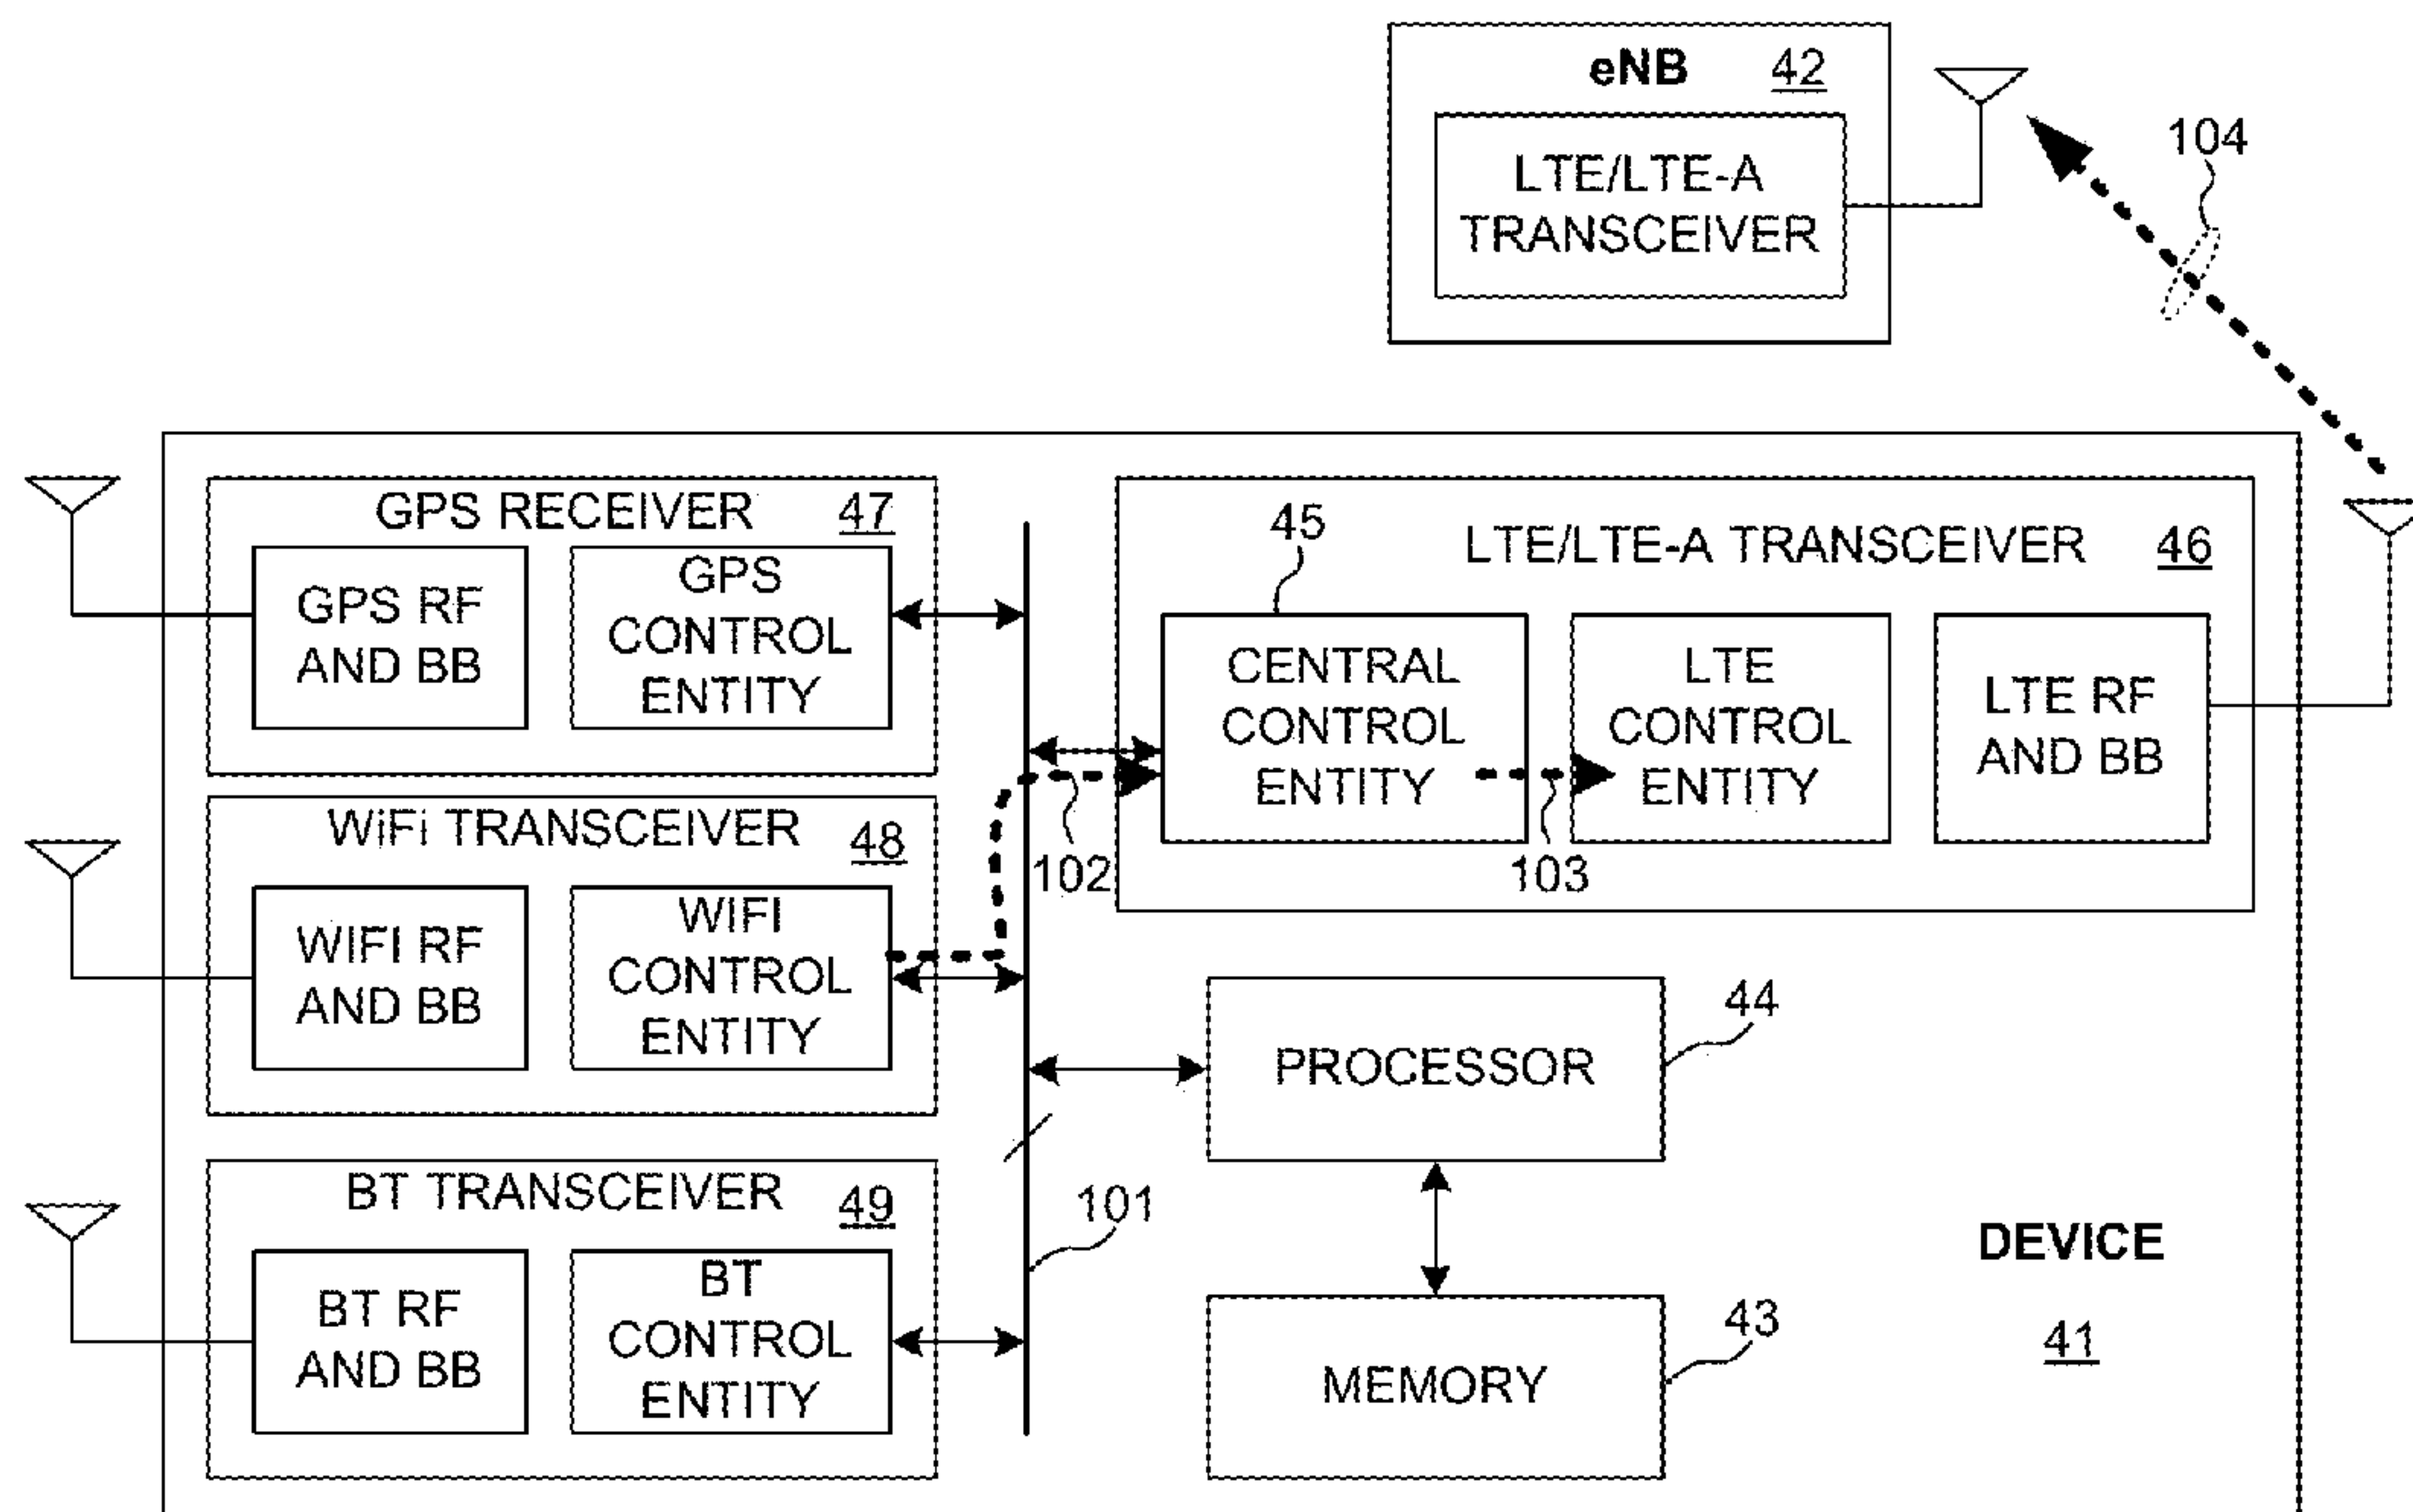 eNB 42
LTE/LTE-A
TRANSCEIVER
104
GPS RECEIVER 47
GPS RF
AND BB
GPS
CONTROL
ENTITY
45
LTE/LTE-A TRANSCEIVER 46
CENTRAL
CONTROL
ENTITY
LTE
CONTROL
ENTITY
LTE RF
AND BB
102
103
WiFi TRANSCEIVER 48
WIFI RF
AND BB
WIFI
CONTROL
ENTITY
PROCESSOR
44
BT TRANSCEIVER 49
BT RF
AND BB
BT
CONTROL
ENTITY
101
MEMORY
43
DEVICE
41